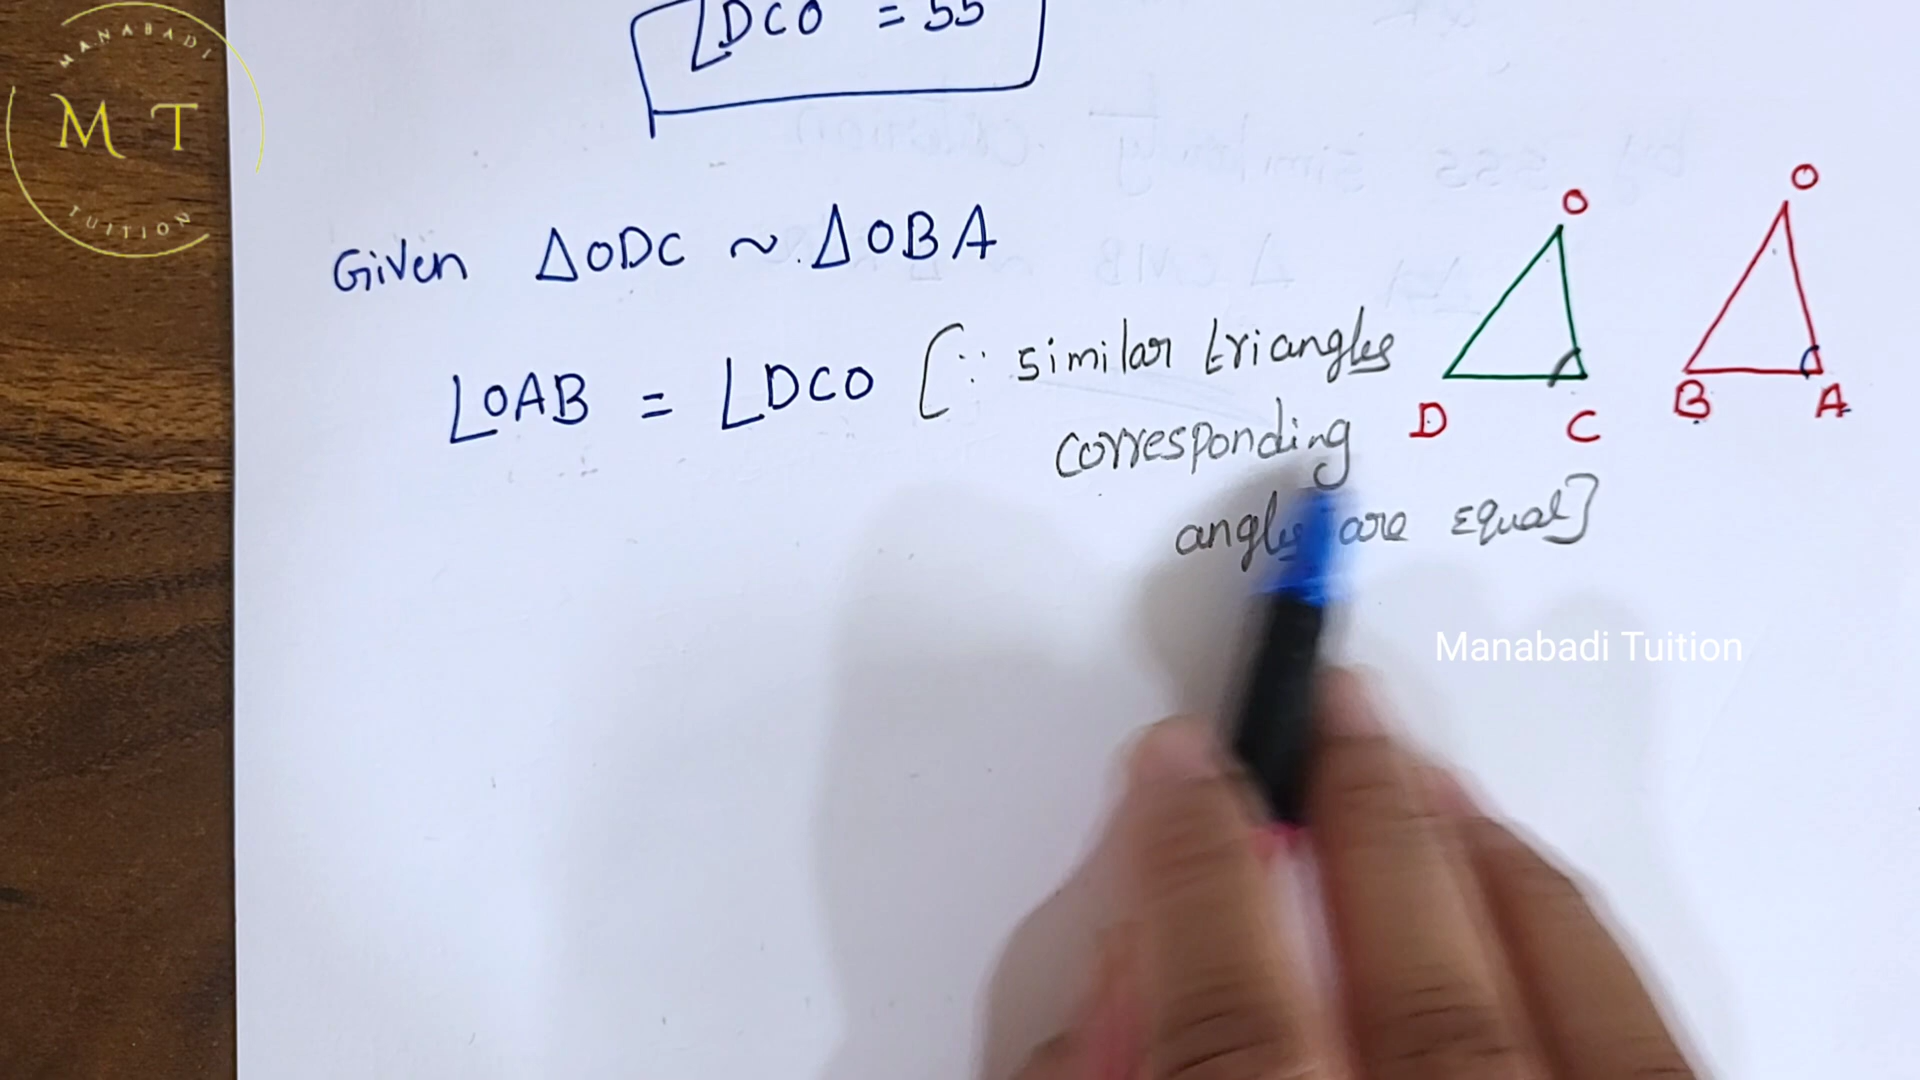 MANABADI
M T
TUITION
∠DCO = 55
Given ΔODC ~ ΔOBA
∠OAB = ∠DCO [∵ similar triangles
corresponding
angles are Equal]
O
D C
O
B A
Manabadi Tuition